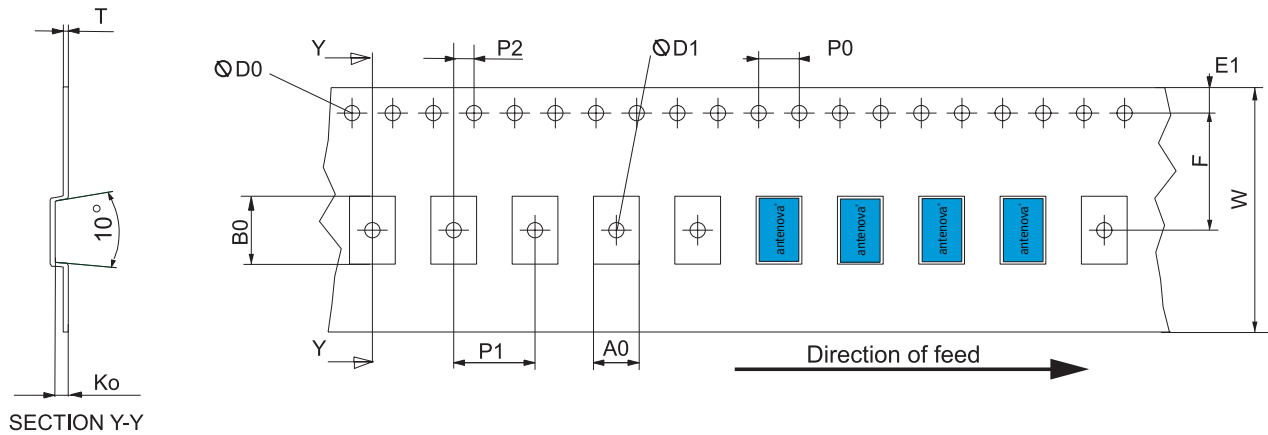 T
Y
P2
ØD1
P0
E1
ØD0
F
W
B0
10°
antenova®
antenova®
antenova®
antenova®
Y
P1
A0
Direction of feed
Ko
SECTION Y-Y